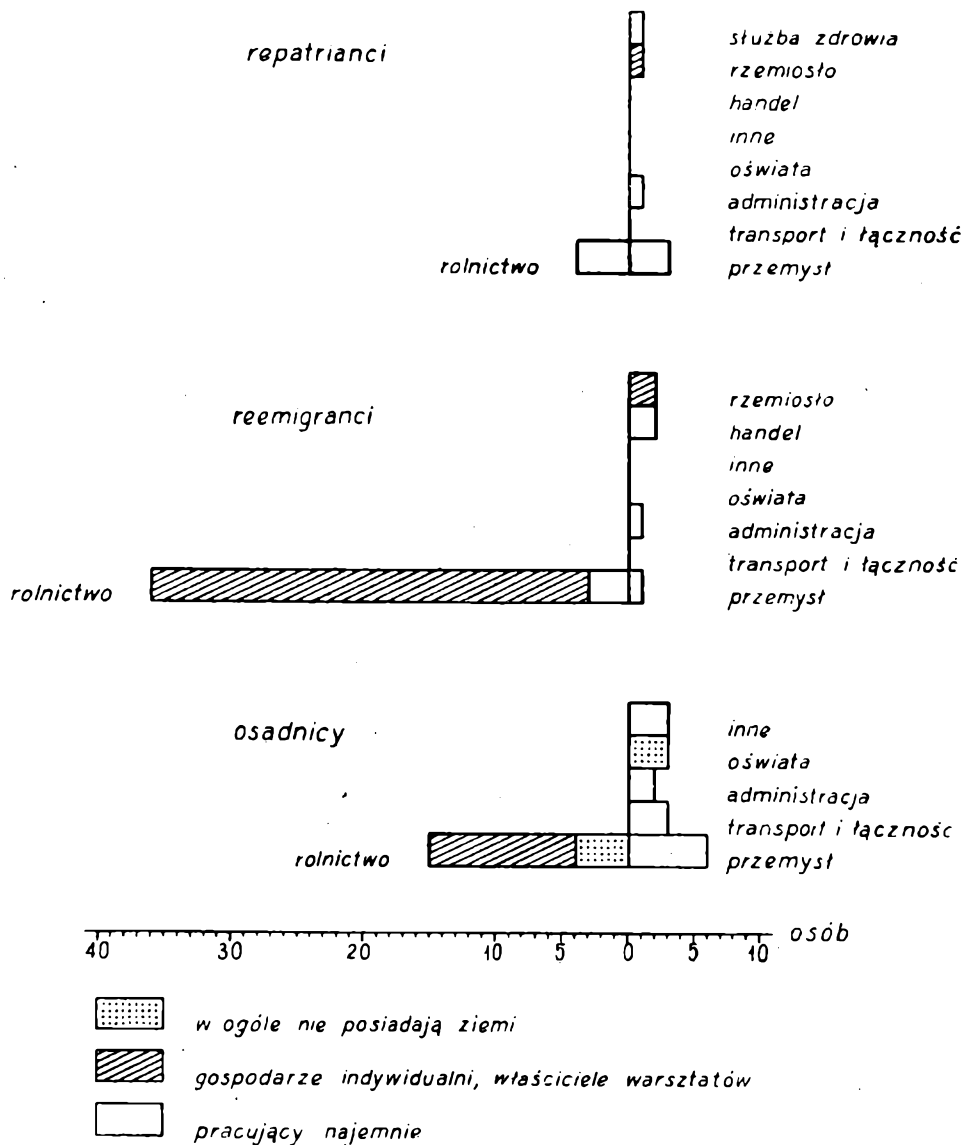 repatrianci
służba zdrowia
rzemiosło
handel
inne
oświata
administracja
transport i łączność
rolnictwo
przemysł
reemigranci
rzemiosło
handel
inne
oświata
administracja
transport i łączność
rolnictwo
przemysł
osadnicy
inne
oświata
administracja
transport i łącznośc
rolnictwo
przemysł
40 30 20 10 5 0 5 10 osób
w ogóle nie posiadają ziemi
gospodarze indywidualni, właściciele warsztatów
pracujący najemnie